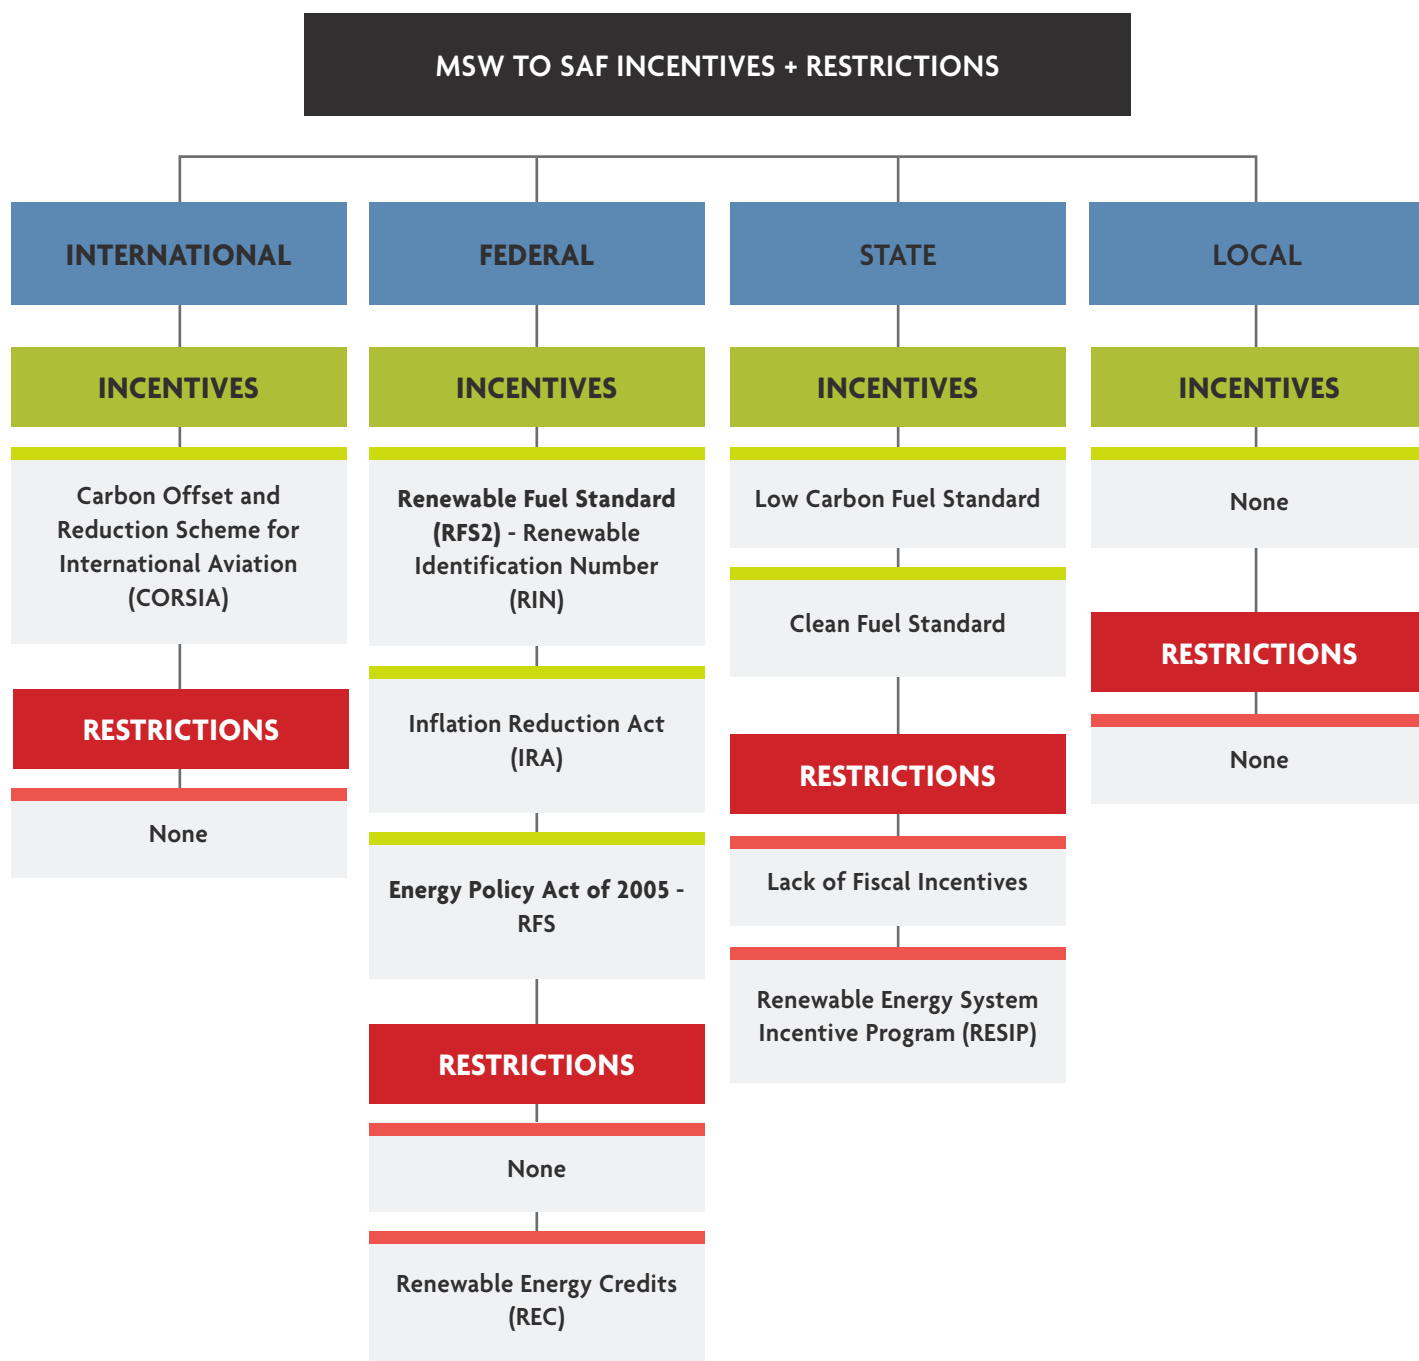 MSW TO SAF INCENTIVES + RESTRICTIONS
INTERNATIONAL
INCENTIVES
Carbon Offset and
Reduction Scheme for
International Aviation
(CORSIA)
RESTRICTIONS
None
FEDERAL
INCENTIVES
Renewable Fuel Standard
(RFS2) - Renewable
Identification Number
(RIN)
Inflation Reduction Act
(IRA)
Energy Policy Act of 2005 -
RFS
RESTRICTIONS
None
Renewable Energy Credits
(REC)
STATE
INCENTIVES
Low Carbon Fuel Standard
Clean Fuel Standard
RESTRICTIONS
Lack of Fiscal Incentives
Renewable Energy System
Incentive Program (RESIP)
LOCAL
INCENTIVES
None
RESTRICTIONS
None